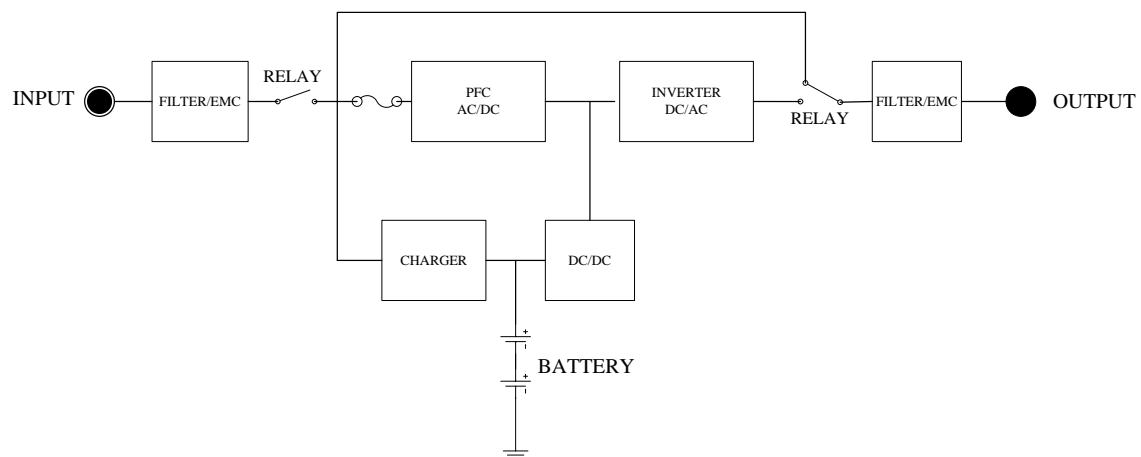 INPUT
FILTER/EMC
RELAY
PFC
AC/DC
INVERTER
DC/AC
RELAY
FILTER/EMC
OUTPUT
CHARGER
DC/DC
+
+
BATTERY